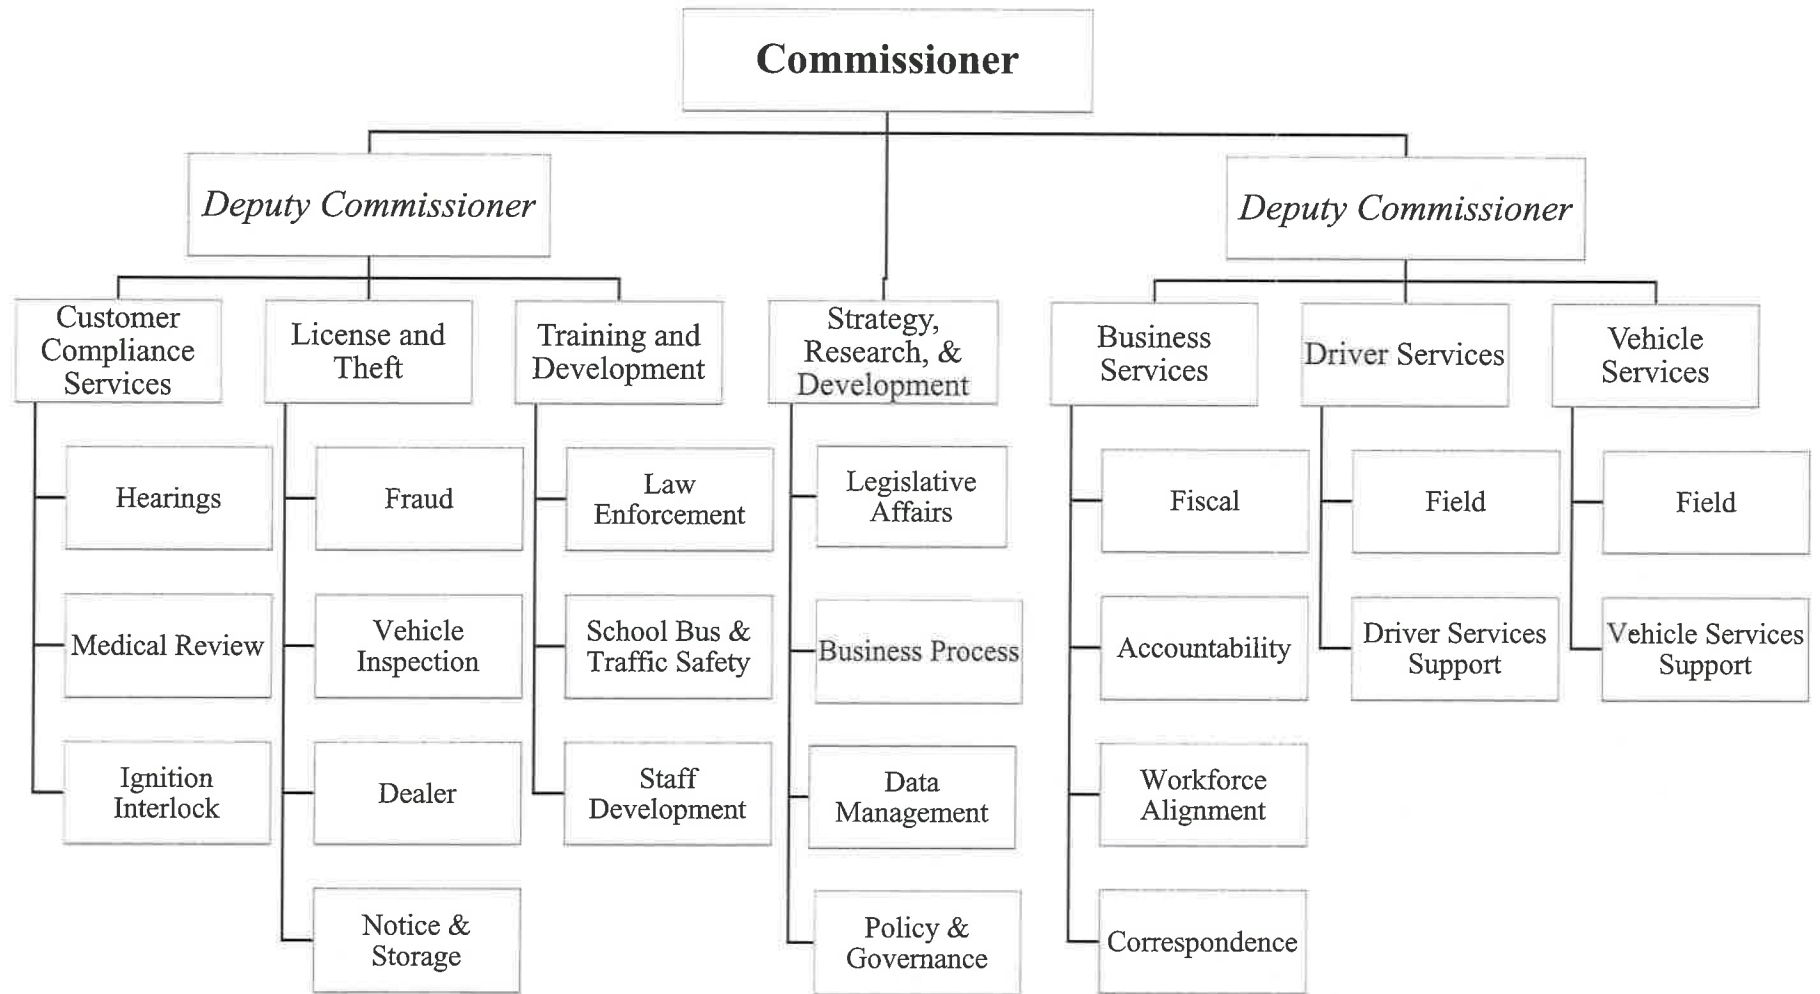 Commissioner
Deputy Commissioner
Deputy Commissioner
Customer
Compliance
Services
License and
Theft
Training and
Development
Strategy,
Research, &
Development
Business
Services
Driver Services
Vehicle
Services
Hearings
Fraud
Law
Enforcement
Legislative
Affairs
Fiscal
Field
Field
Medical Review
Vehicle
Inspection
School Bus &
Traffic Safety
Business Process
Accountability
Driver Services
Support
Vehicle Services
Support
Ignition
Interlock
Dealer
Staff
Development
Data
Management
Workforce
Alignment
Notice &
Storage
Policy &
Governance
Correspondence